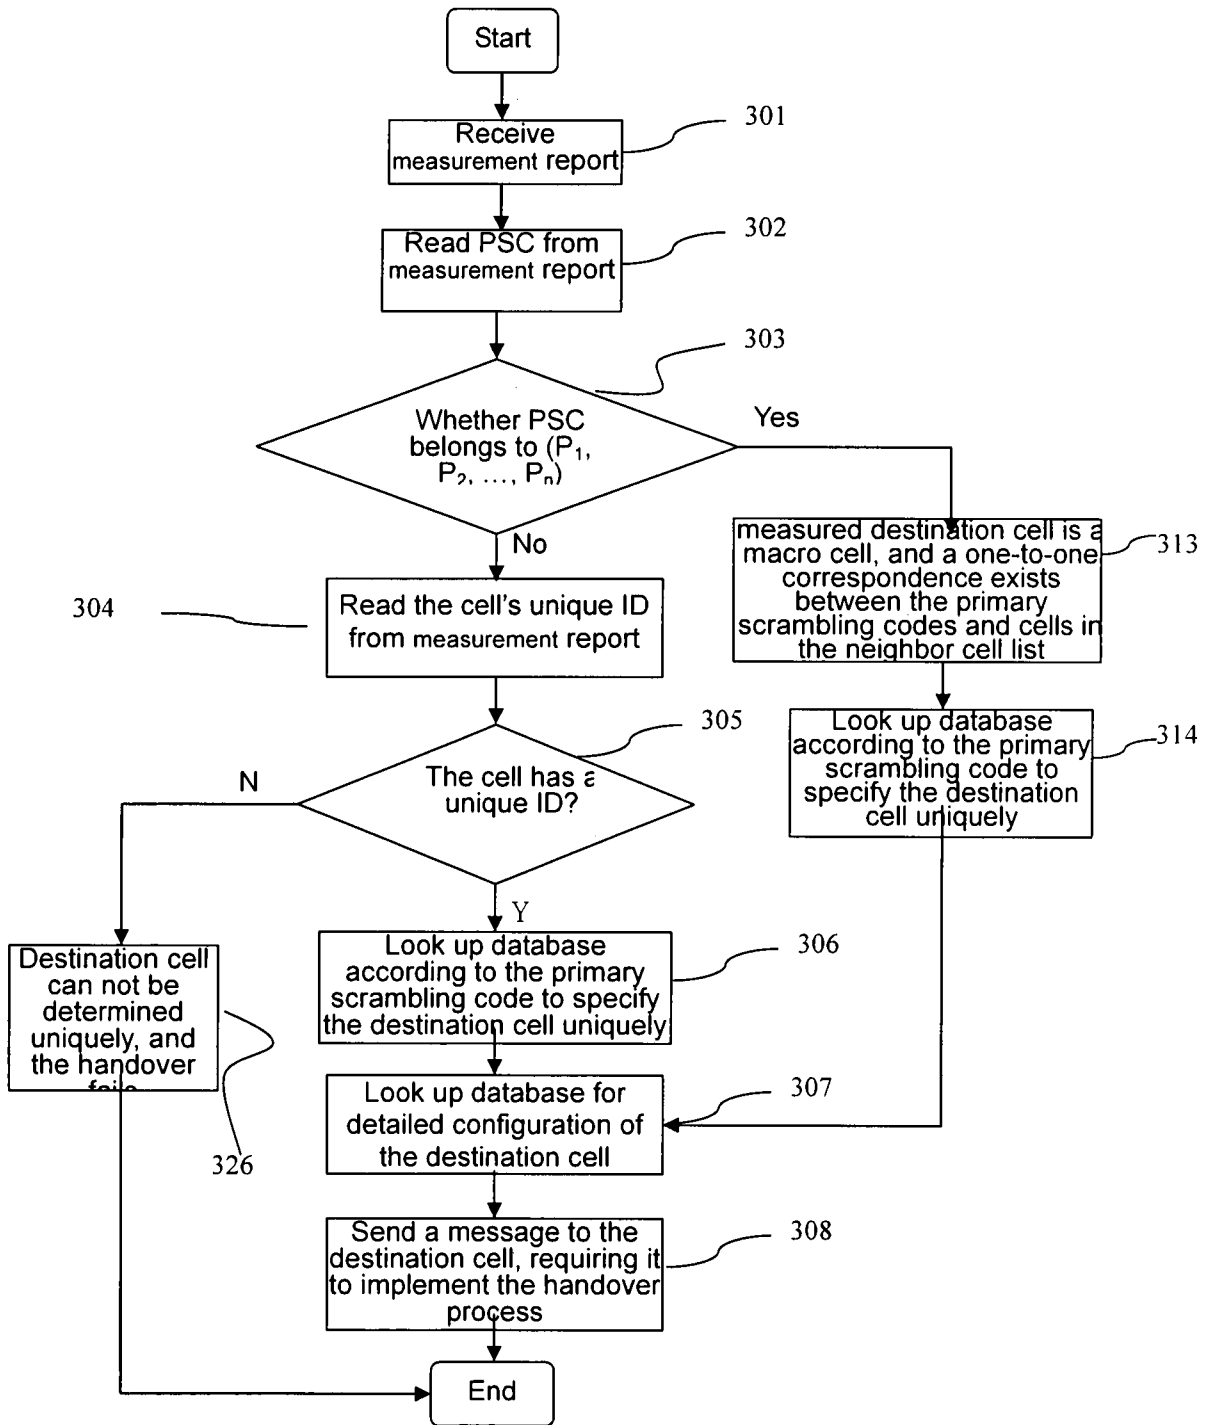 Start
Receive
measurement report
301
Read PSC from
measurement report
302
303
Whether PSC
belongs to (P1,
P2, ..., Pn)
Yes
No
measured destination cell is a
macro cell, and a one-to-one
correspondence exists
between the primary
scrambling codes and cells in
the neighbor cell list
313
304
Read the cell's unique ID
from measurement report
305
The cell has a
unique ID?
N
Y
Look up database
according to the primary
scrambling code to
specify the destination
cell uniquely
314
Destination cell
can not be
determined
uniquely, and
the handover
fails
326
Look up database
according to the primary
scrambling code to specify
the destination cell uniquely
306
Look up database for
detailed configuration of
the destination cell
307
Send a message to the
destination cell, requiring it
to implement the handover
process
308
End